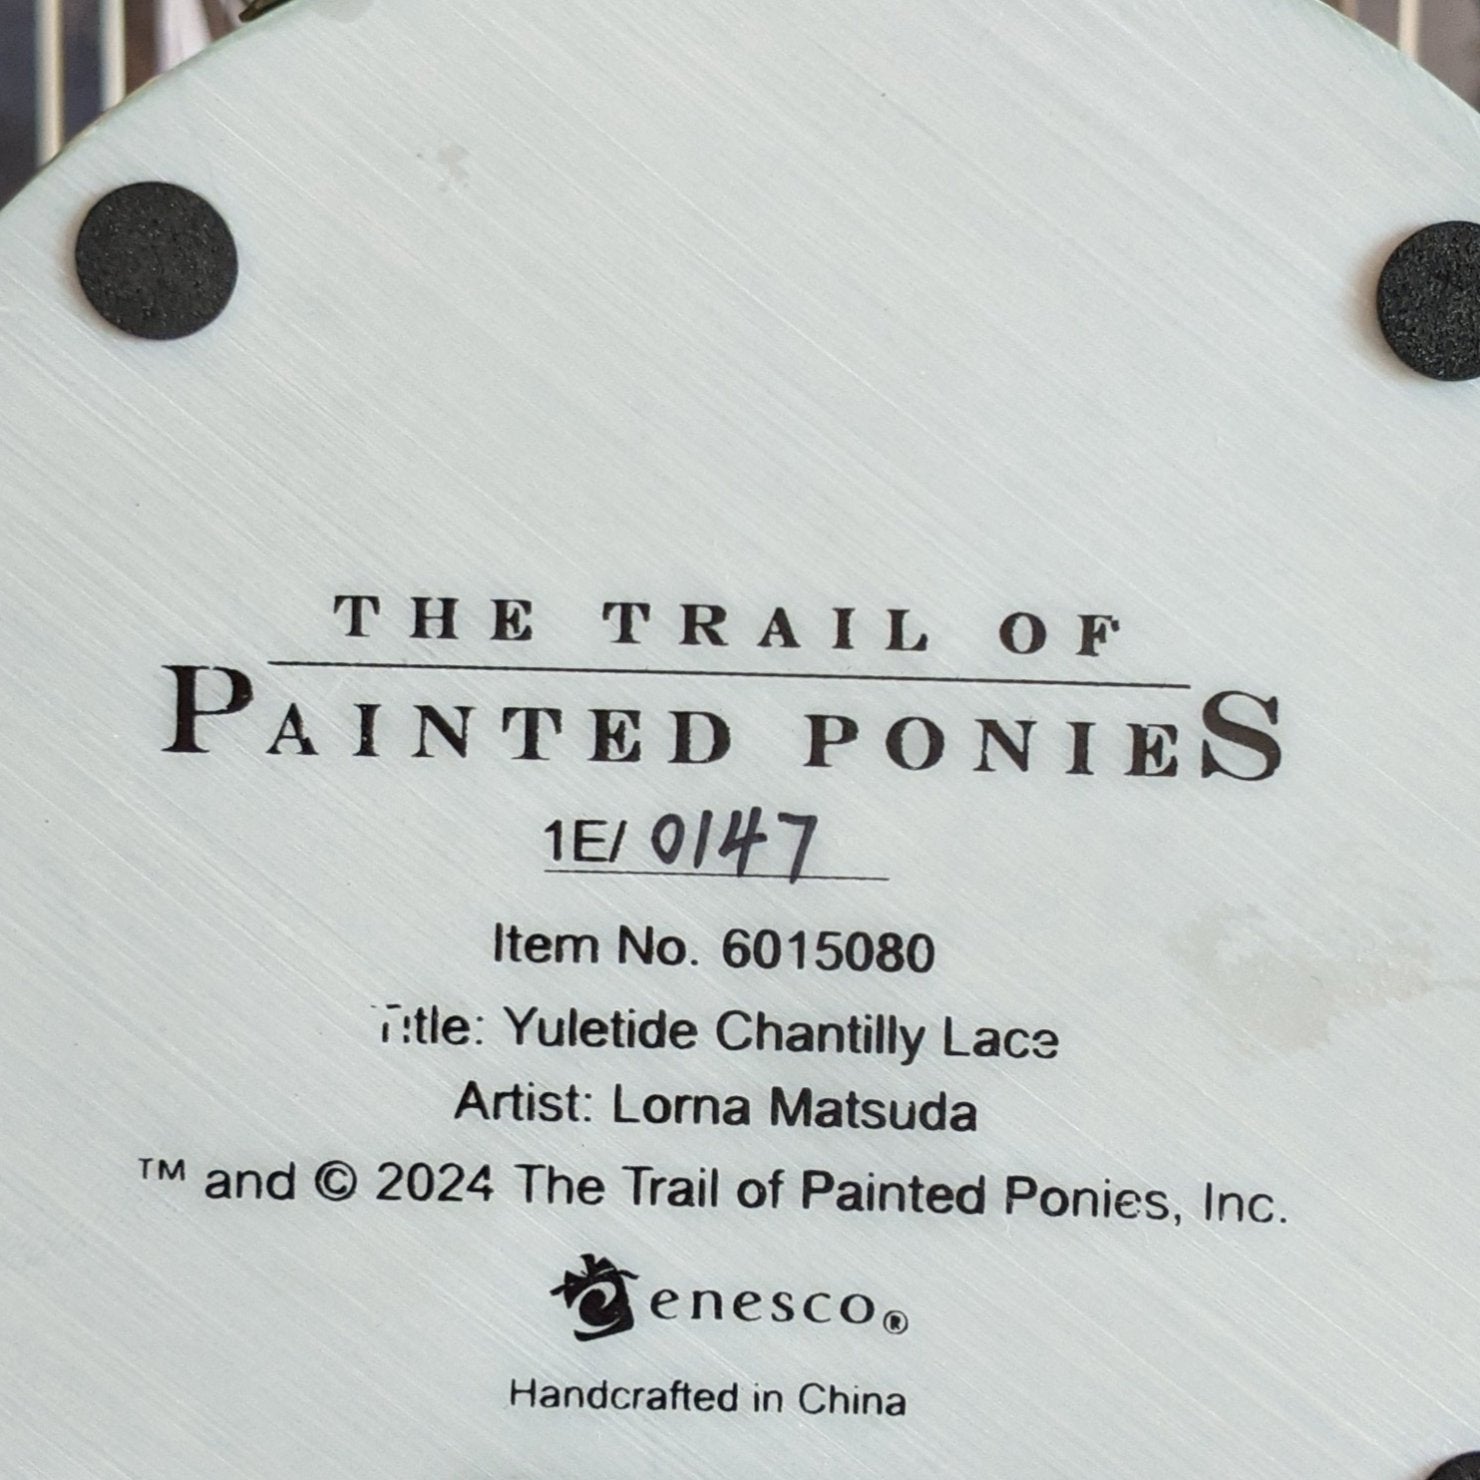 THE TRAIL OF
PAINTED PONIES
1E/ 0147
Item No. 6015080
Title: Yuletide Chantilly Lace
Artist: Lorna Matsuda
™ and © 2024 The Trail of Painted Ponies, Inc.
enesco®
Handcrafted in China